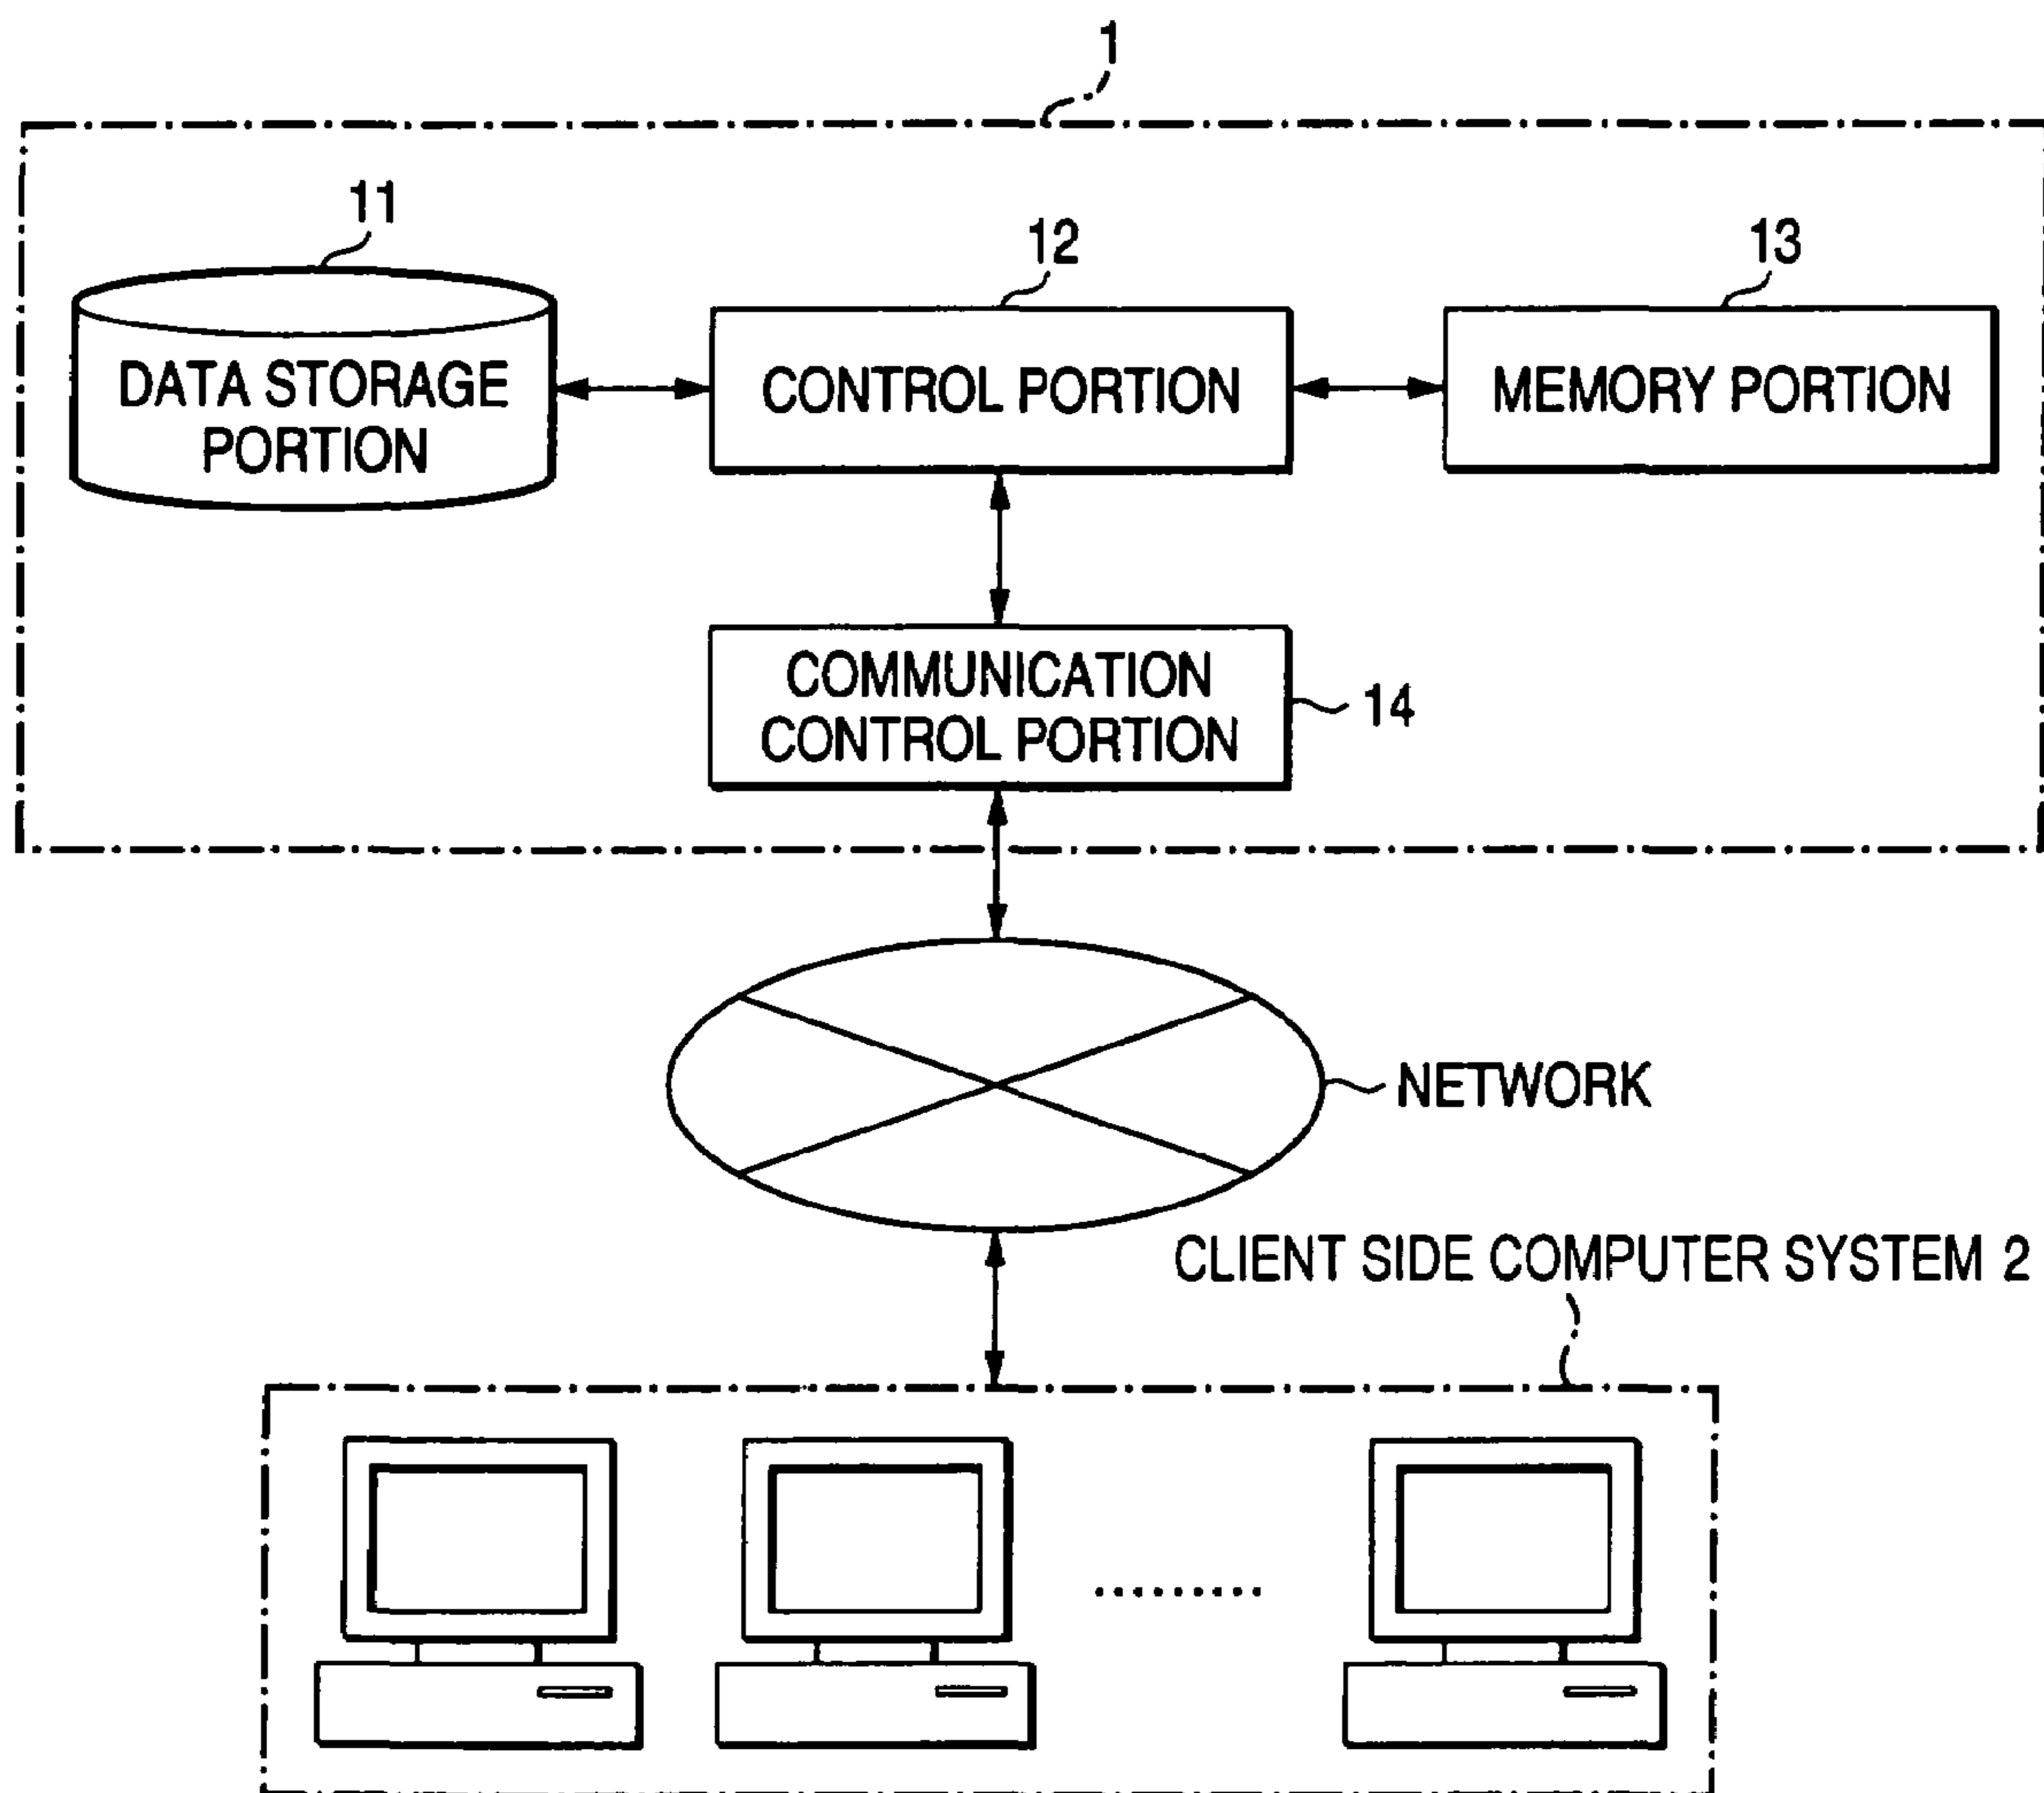 1
11
12
13
DATA STORAGE
PORTION
CONTROL PORTION
MEMORY PORTION
COMMUNICATION
CONTROL PORTION
14
NETWORK
CLIENT SIDE COMPUTER SYSTEM 2